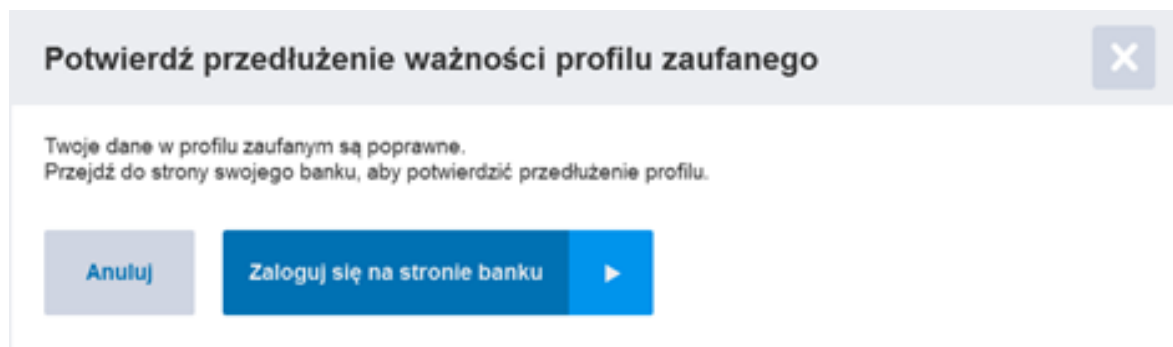 Potwierdź przedłużenie ważności profilu zaufanego
Twoje dane w profilu zaufanym są poprawne.
Przejdź do strony swojego banku, aby potwierdzić przedłużenie profilu.
Anuluj
Zaloguj się na stronie banku